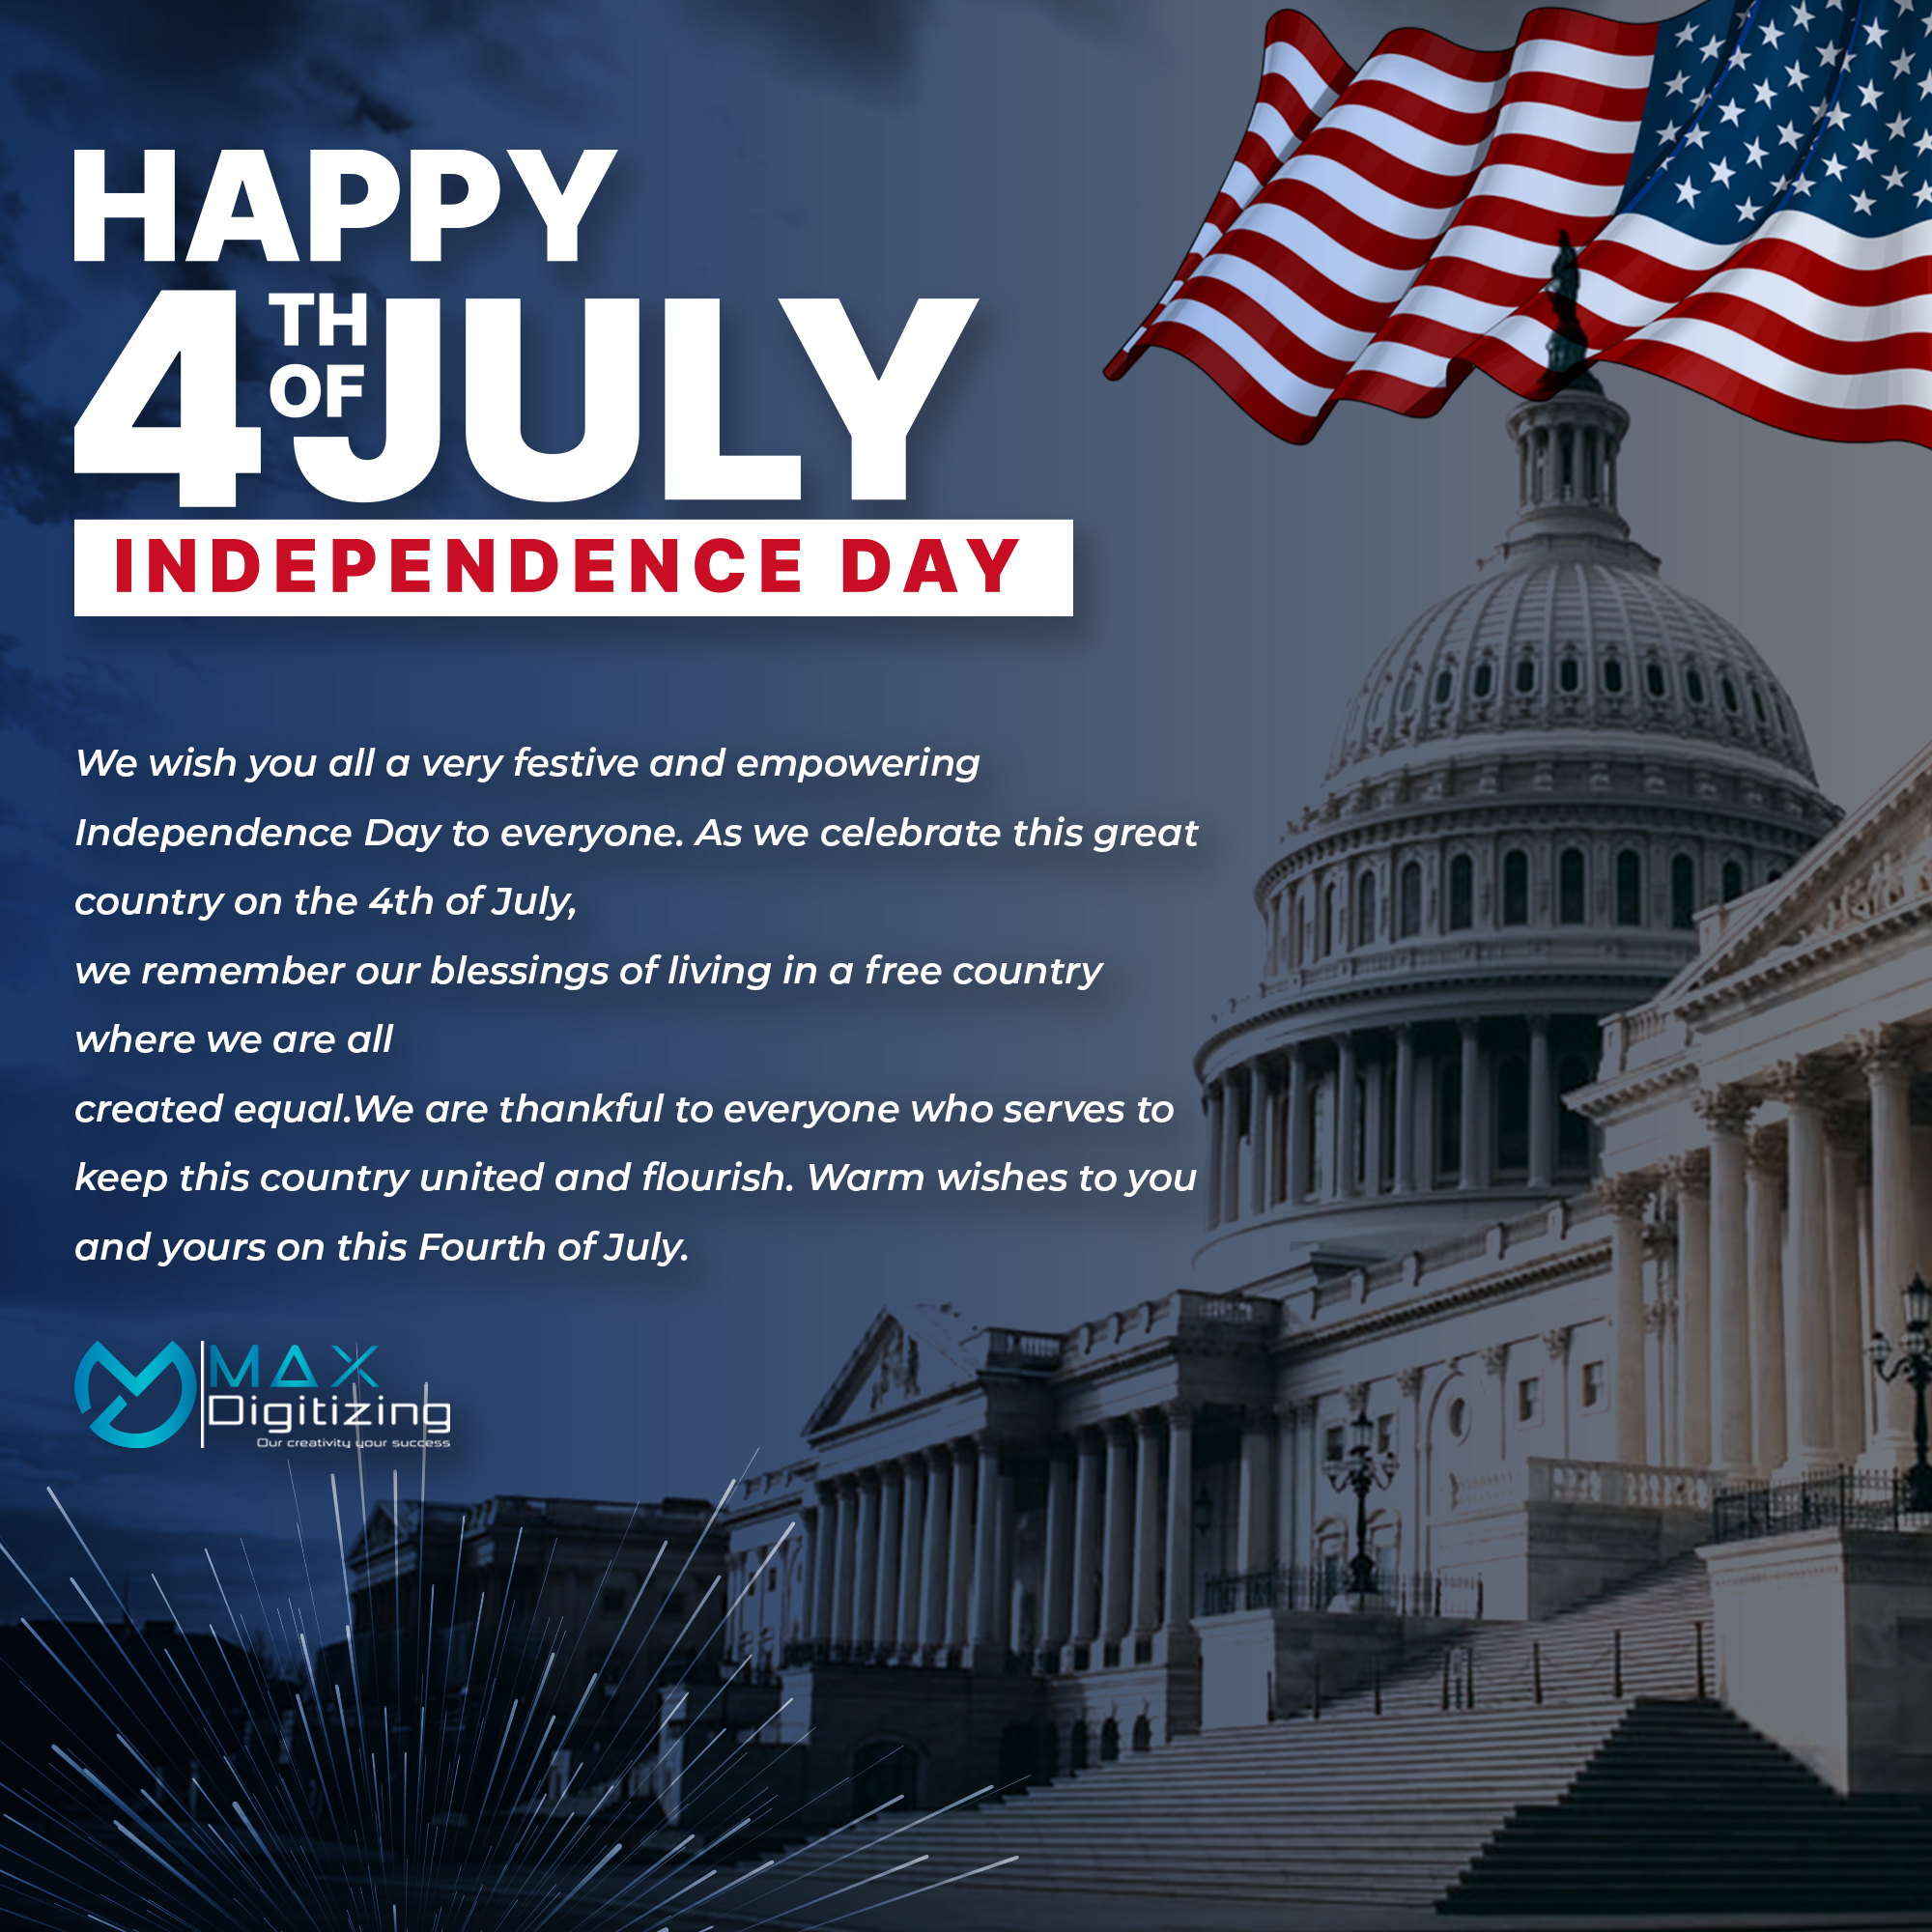 HAPPY
4TH OF JULY
INDEPENDENCE DAY
We wish you all a very festive and empowering
Independence Day to everyone. As we celebrate this great
country on the 4th of July,
we remember our blessings of living in a free country
where we are all
created equal.We are thankful to everyone who serves to
keep this country united and flourish. Warm wishes to you
and yours on this Fourth of July.
MAX
Digitizing
Our creativity your success